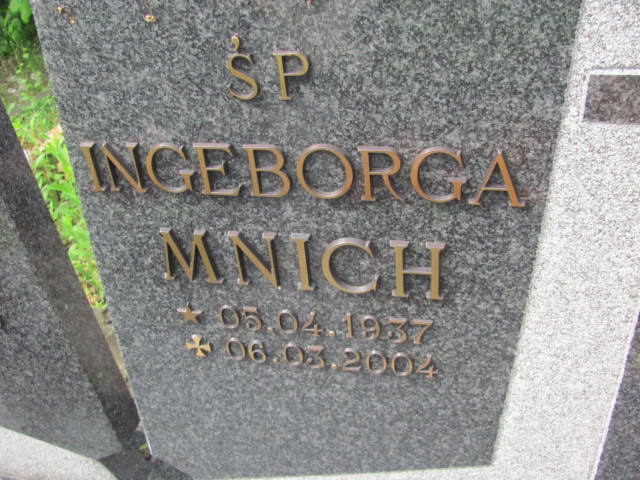 ŚP
INGEBORGA
MNICH
★ 05.04.1937
✠ 06.03.2004